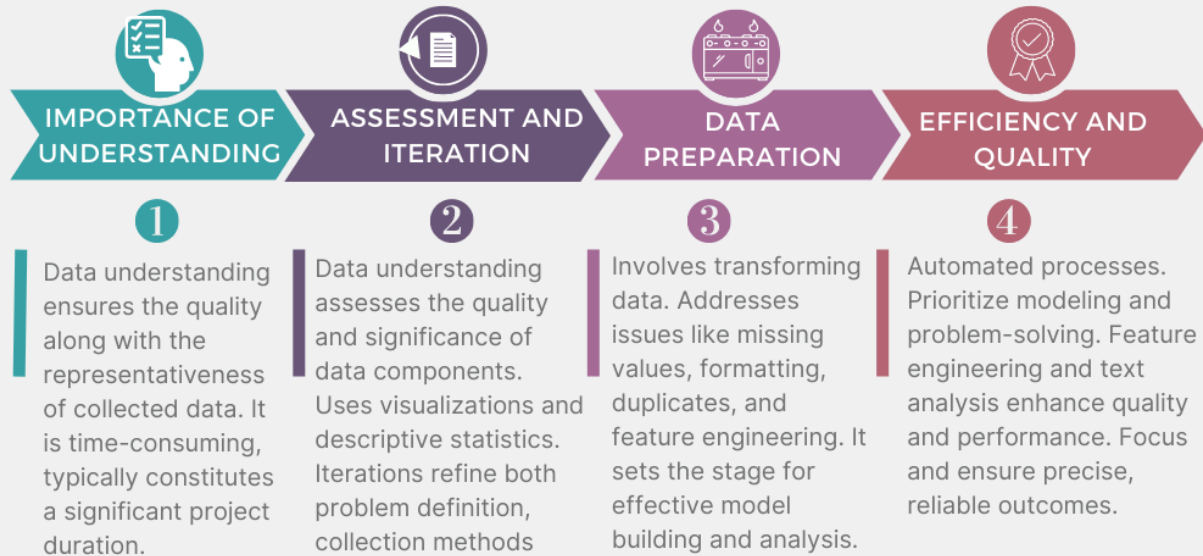 IMPORTANCE OF
UNDERSTANDING
ASSESSMENT AND
ITERATION
DATA
PREPARATION
EFFICIENCY AND
QUALITY
1
Data understanding
ensures the quality
along with the
representativeness
of collected data. It
is time-consuming,
typically constitutes
a significant project
duration.
2
Data understanding
assesses the quality
and significance of
data components.
Uses visualizations and
descriptive statistics.
Iterations refine both
problem definition,
collection methods
3
Involves transforming
data. Addresses
issues like missing
values, formatting,
duplicates, and
feature engineering. It
sets the stage for
effective model
building and analysis.
4
Automated processes.
Prioritize modeling and
problem-solving. Feature
engineering and text
analysis enhance quality
and performance. Focus
and ensure precise,
reliable outcomes.